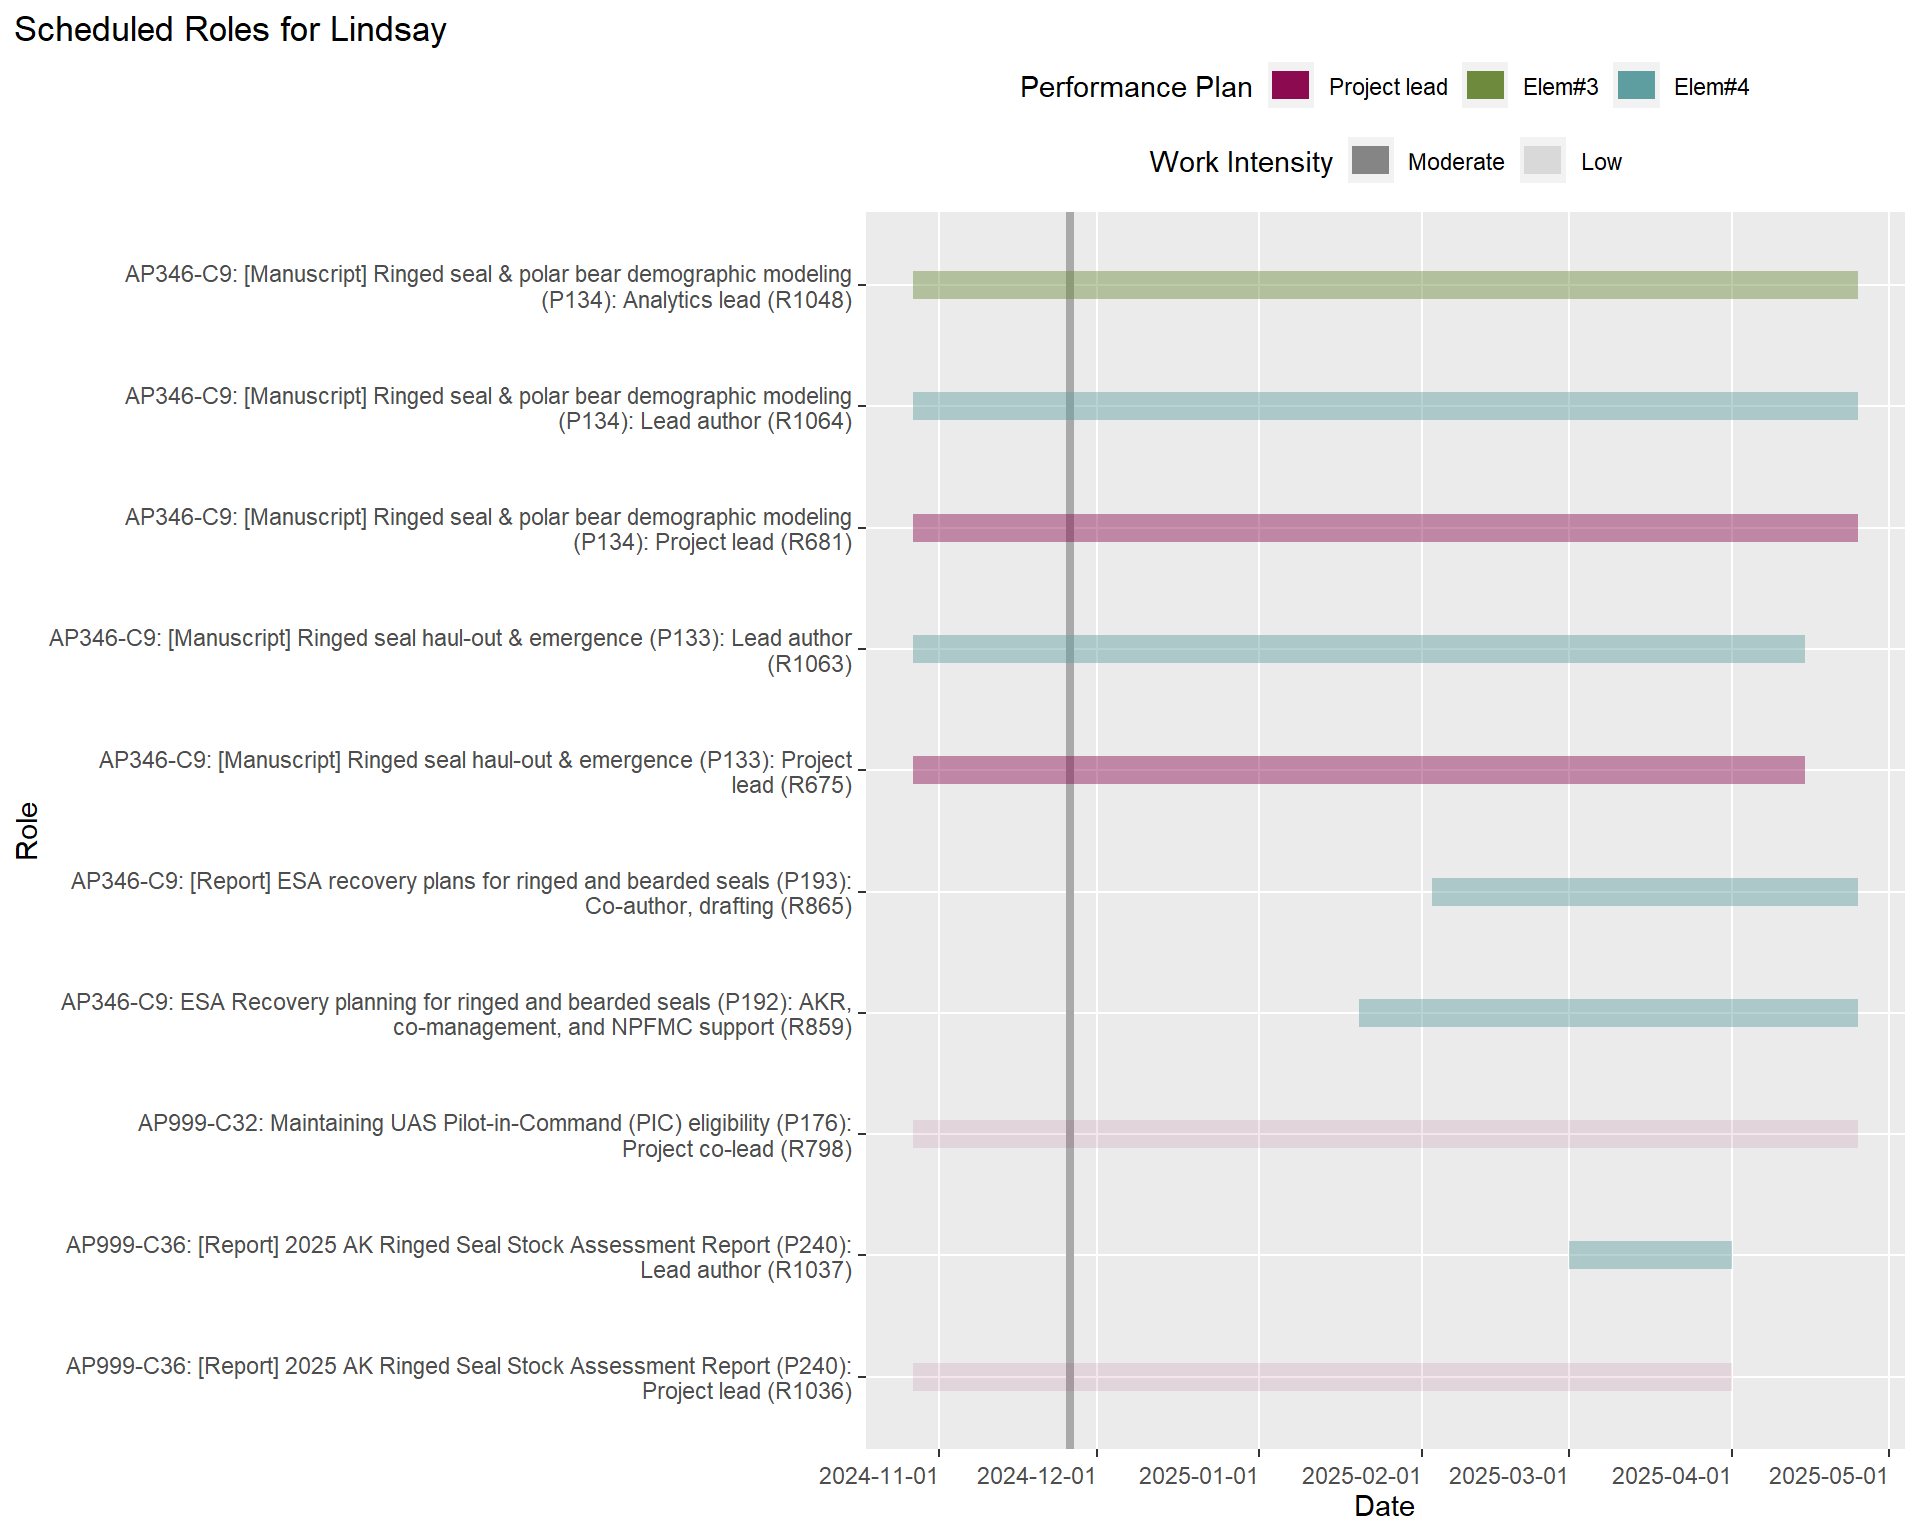 Scheduled Roles for Lindsay
Performance Plan Project lead Elem#3 Elem#4
Work Intensity Moderate Low
AP346-C9: [Manuscript] Ringed seal & polar bear demographic modeling
(P134): Analytics lead (R1048)
AP346-C9: [Manuscript] Ringed seal & polar bear demographic modeling
(P134): Lead author (R1064)
AP346-C9: [Manuscript] Ringed seal & polar bear demographic modeling
(P134): Project lead (R681)
AP346-C9: [Manuscript] Ringed seal haul-out & emergence (P133): Lead author
(R1063)
AP346-C9: [Manuscript] Ringed seal haul-out & emergence (P133): Project
lead (R675)
Role
AP346-C9: [Report] ESA recovery plans for ringed and bearded seals (P193):
Co-author, drafting (R865)
AP346-C9: ESA Recovery planning for ringed and bearded seals (P192): AKR,
co-management, and NPFMC support (R859)
AP999-C32: Maintaining UAS Pilot-in-Command (PIC) eligibility (P176):
Project co-lead (R798)
AP999-C36: [Report] 2025 AK Ringed Seal Stock Assessment Report (P240):
Lead author (R1037)
AP999-C36: [Report] 2025 AK Ringed Seal Stock Assessment Report (P240):
Project lead (R1036)
2024-11-01 2024-12-01 2025-01-01 2025-02-01 2025-03-01 2025-04-01 2025-05-01
Date